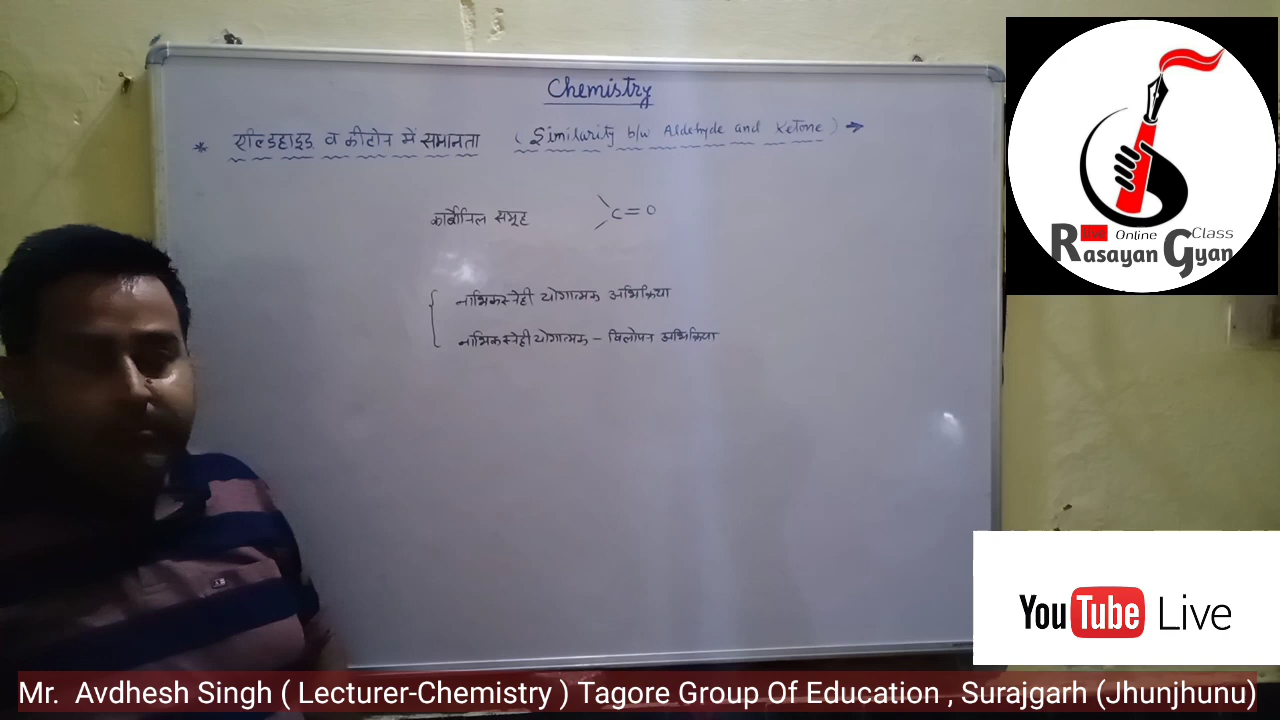 Chemistry
* एल्डिहाइड व कीटोन में समानता (Similarity b/w Aldehyde and Ketone) →
कार्बोनिल समूह >C=O
नाभिकस्नेही योगात्मक अभिक्रिया
नाभिकस्नेही योगात्मक - विलोपन अभिक्रिया
live Online Class
Rasayan Gyan
YouTube Live
Mr. Avdhesh Singh ( Lecturer-Chemistry ) Tagore Group Of Education , Surajgarh (Jhunjhunu)